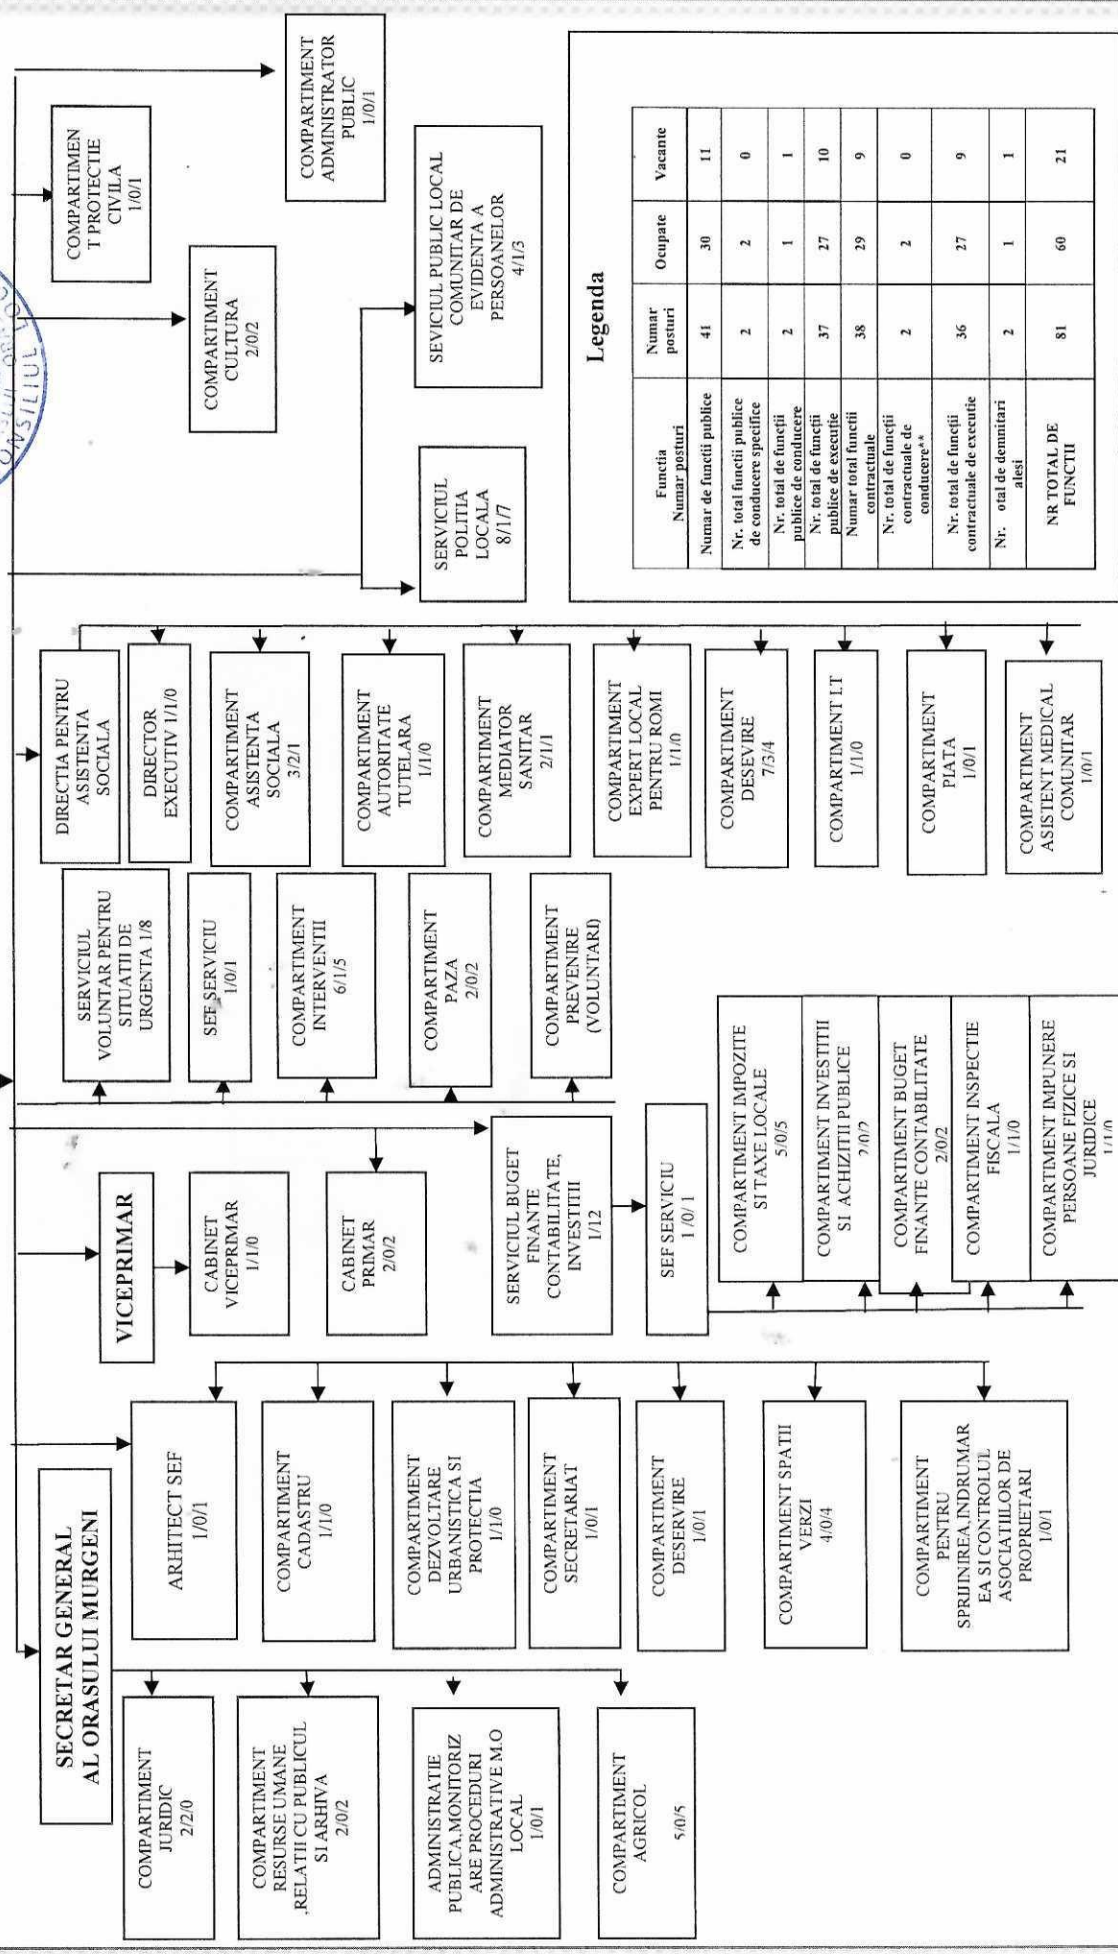 CONSILIUL
SECRETAR GENERAL
AL ORASULUI MURGENI
COMPARTIMENT
JURIDIC
2/2/0
COMPARTIMENT
RESURSE UMANE
,RELATII CU PUBLICUL
SI ARHIVA
2/0/2
ADMINISTRATIE
PUBLICA,MONITORIZ
ARE PROCEDURI
ADMINISTRATIVE M.O
LOCAL
1/0/1
COMPARTIMENT
AGRICOL
5/0/5
ARHITECT SEF
1/0/1
COMPARTIMENT
CADASTRU
1/1/0
COMPARTIMENT
DEZVOLTARE
URBANISTICA SI
PROTECTIA
1/1/0
COMPARTIMENT
SECRETARIAT
1/0/1
COMPARTIMENT
DESERVIRE
1/0/1
COMPARTIMENT SPATII
VERZI
4/0/4
COMPARTIMENT
PENTRU
SPRIJINIREA,INDRUMAR
EA SI CONTROLUL
ASOCIATIILOR DE
PROPRIETARI
1/0/1
VICEPRIMAR
CABINET
VICEPRIMAR
1/1/0
CABINET
PRIMAR
2/0/2
SERVICIUL BUGET
FINANTE
CONTABILITATE,
INVESTITII
1/12
SEF SERVICIU
1 /0/ 1
COMPARTIMENT IMPOZITE
SI TAXE LOCALE
5/0/5
COMPARTIMENT INVESTITII
SI ACHIZITII PUBLICE
2/0/2
COMPARTIMENT BUGET
FINANTE CONTABILITATE
2/0/2
COMPARTIMENT INSPECTIE
FISCALA
1/1/0
COMPARTIMENT IMPUNERE
PERSOANE FIZICE SI
JURIDICE
1/1/0
SERVICIUL
VOLUNTAR PENTRU
SITUATII DE
URGENTA 1/8
SEF SERVICIU
1/0/1
COMPARTIMENT
INTERVENTII
6/1/5
COMPARTIMENT
PAZA
2/0/2
COMPARTIMENT
PREVENIRE
(VOLUNTARI)
DIRECTIA PENTRU
ASISTENTA
SOCIALA
DIRECTOR
EXECUTIV 1/1/0
COMPARTIMENT
ASISTENTA
SOCIALA
3/2/1
COMPARTIMENT
AUTORITATE
TUTELARA
1/1/0
COMPARTIMENT
MEDIATOR
SANITAR
2/1/1
COMPARTIMENT
EXPERT LOCAL
PENTRU ROMI
1/1/0
COMPARTIMENT
DESEVIRE
7/3/4
COMPARTIMENT I.T
1/1/0
COMPARTIMENT
PIATA
1/0/1
COMPARTIMENT
ASISTENT MEDICAL
COMUNITAR
1/0/1
COMPARTIMEN
T PROTECTIE
CIVILA
1/0/1
COMPARTIMENT
CULTURA
2/0/2
COMPARTIMENT
ADMINISTRATOR
PUBLIC
1/0/1
SERVICIUL
POLITIA
LOCALA
8/1/7
SEVICIUL PUBLIC LOCAL
COMUNITAR DE
EVIDENTA A
PERSOANELOR
4/1/3
Legenda
Functia
Numar posturi Numar posturi Ocupate Vacante
Numar de functii publice 41 30 11
Nr. total functii publice
de conducere specifice 2 2 0
Nr. total de funcții
publice de conducere 2 1 1
Nr. total de funcții
publice de execuție 37 27 10
Numar total functii
contractuale 38 29 9
Nr. total de funcții
contractuale de
conducere** 2 2 0
Nr. total de funcții
contractuale de executie 36 27 9
Nr. otal de demnitari
alesi 2 1 1
NR TOTAL DE
FUNCTII 81 60 21